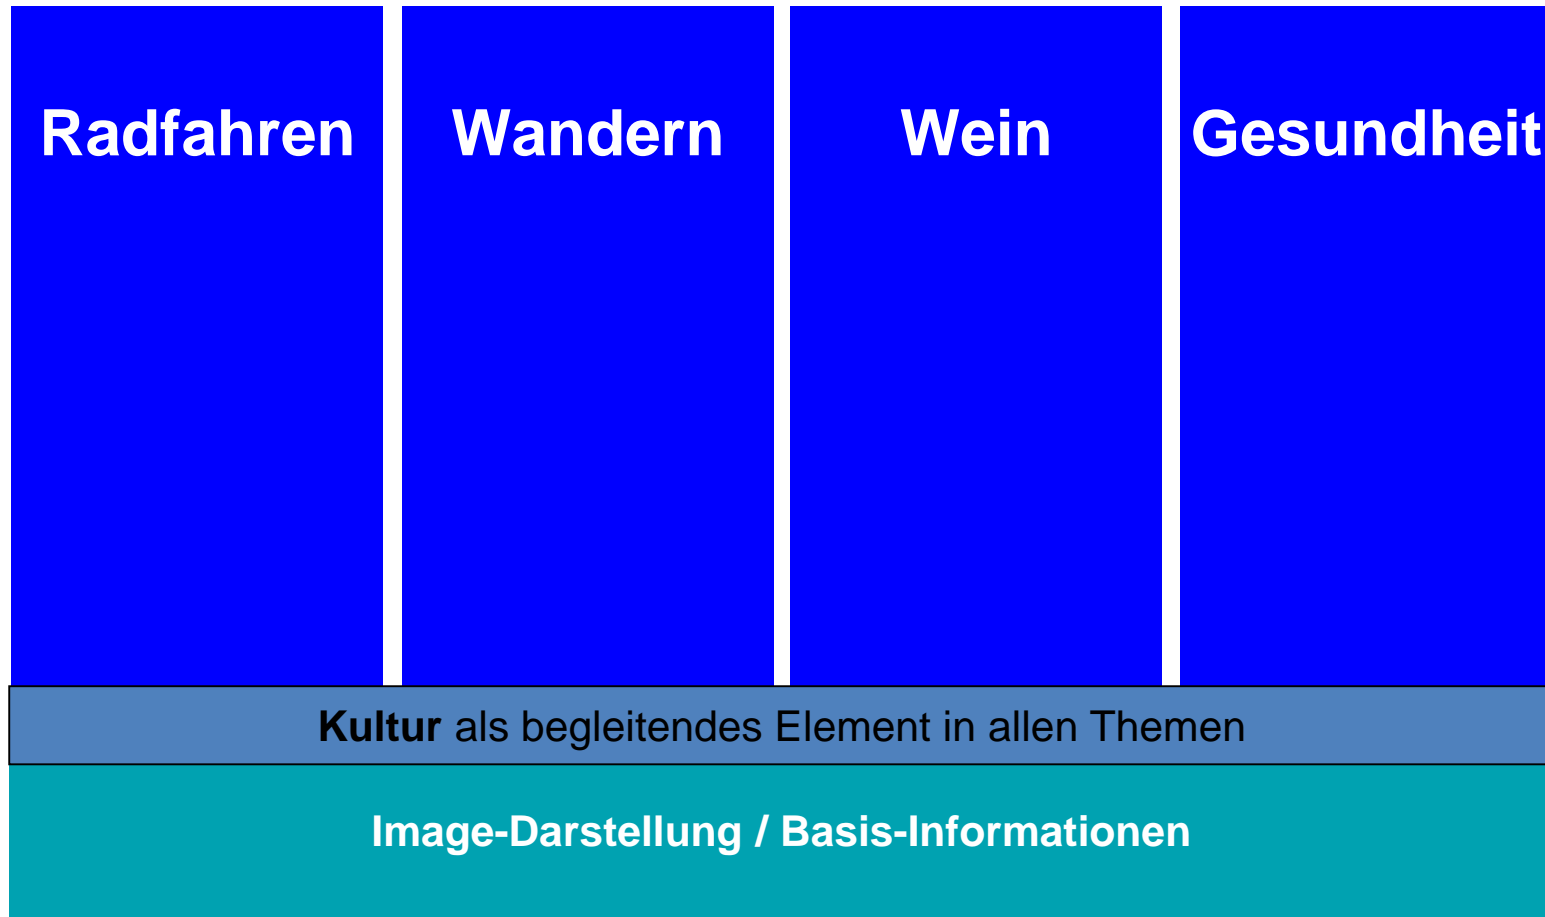 Radfahren
Wandern
Wein
Gesundheit
Kultur als begleitendes Element in allen Themen
Image-Darstellung / Basis-Informationen